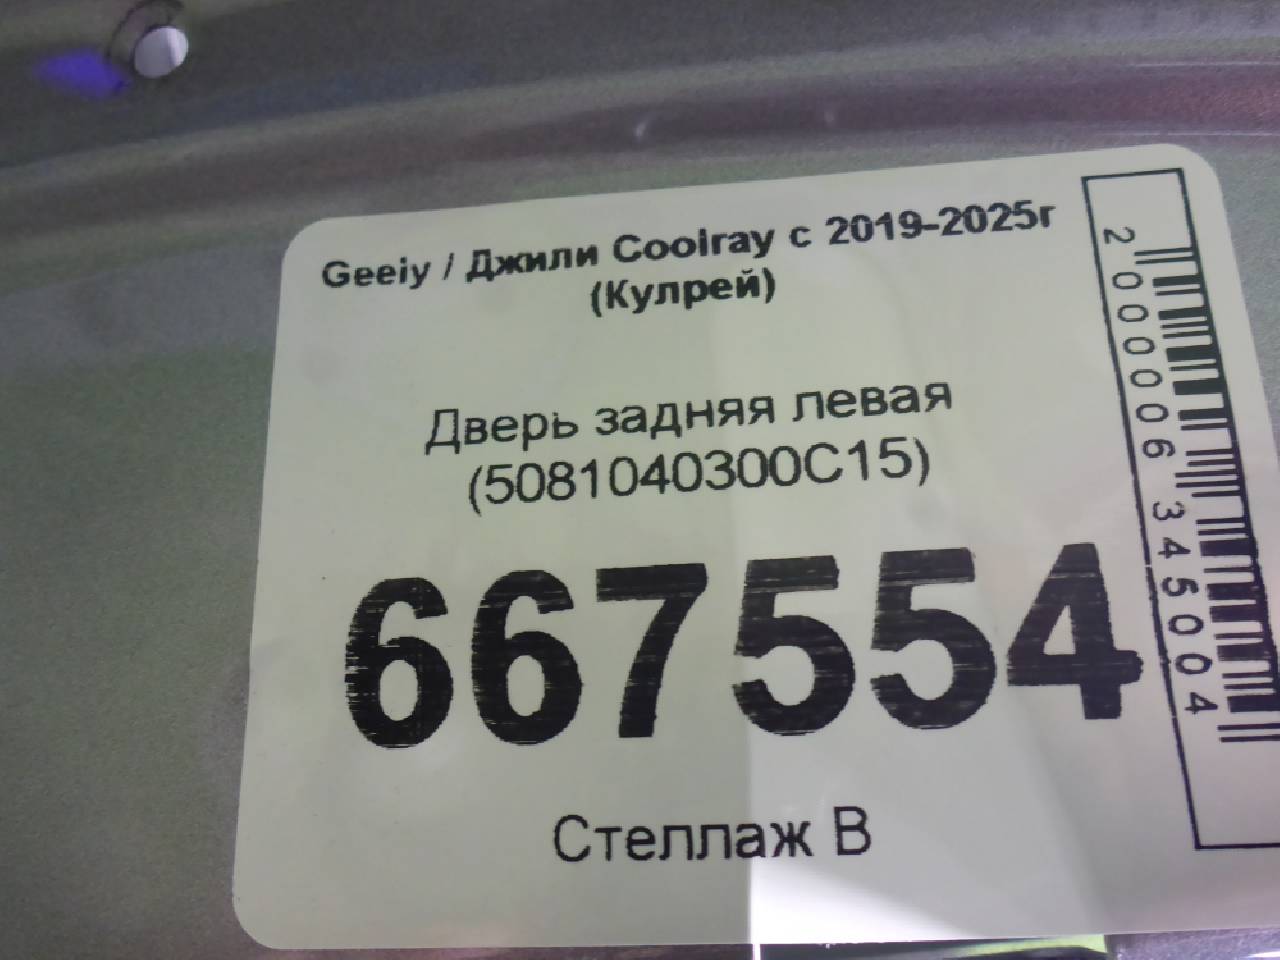 Geeiy / Джили Coolray с 2019-2025г
(Кулрей)
Дверь задняя левая
(5081040300C15)
667554
Стеллаж В
2000006345004